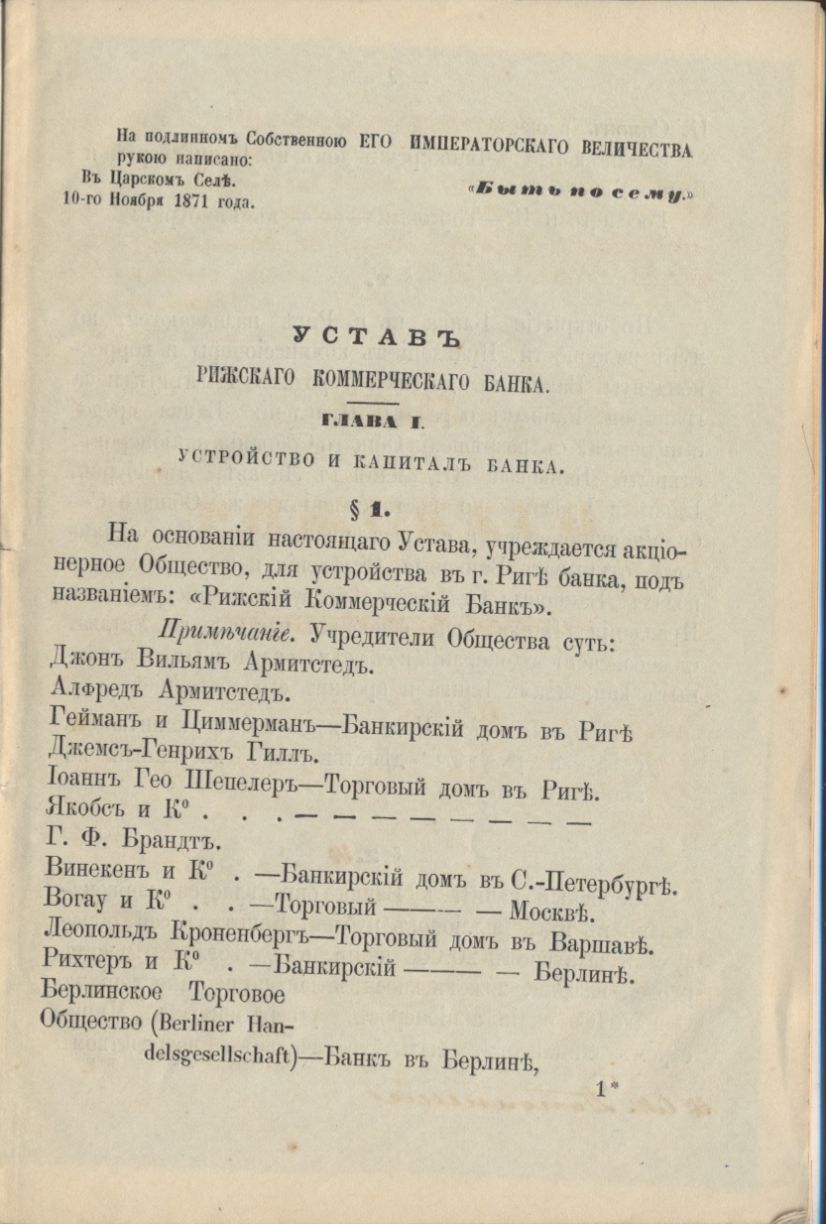 На подлинномъ Собственною ЕГО ИМПЕРАТОРСКАГО ВЕЛИЧЕСТВА
рукою написано:
Въ Царскомъ Селѣ.
«Быть по сему.»
10-го Ноября 1871 года.
УСТАВЪ
РИЖСКАГО КОММЕРЧЕСКАГО БАНКА.
ГЛАВА I.
УСТРОЙСТВО И КАПИТАЛЪ БАНКА.
§ 1.
На основаніи настоящаго Устава, учреждается акціо-
нерное Общество, для устройства въ г. Ригѣ банка, подъ
названіемъ: «Рижскій Коммерческій Банкъ».
Примѣчаніе. Учредители Общества суть:
Джонъ Вильямъ Армитстедъ.
Алфредъ Армитстедъ.
Гейманъ и Циммерманъ—Банкирскій домъ въ Ригѣ
Джемсъ-Генрихъ Гиллъ.
Іоаннъ Гео Шепелеръ—Торговый домъ въ Ригѣ.
Якобсъ и К° . . . — — — — — — — —
Г. Ф. Брандтъ.
Винекенъ и К° . —Банкирскій домъ въ С.-Петербургѣ.
Вогау и К° . . —Торговый ——— — Москвѣ.
Леопольдъ Кроненбергъ—Торговый домъ въ Варшавѣ.
Рихтеръ и К° . —Банкирскій ——— — Берлинѣ.
Берлинское Торговое
Общество (Berliner Han-
delsgesellschaft)—Банкъ въ Берлинѣ,
1*